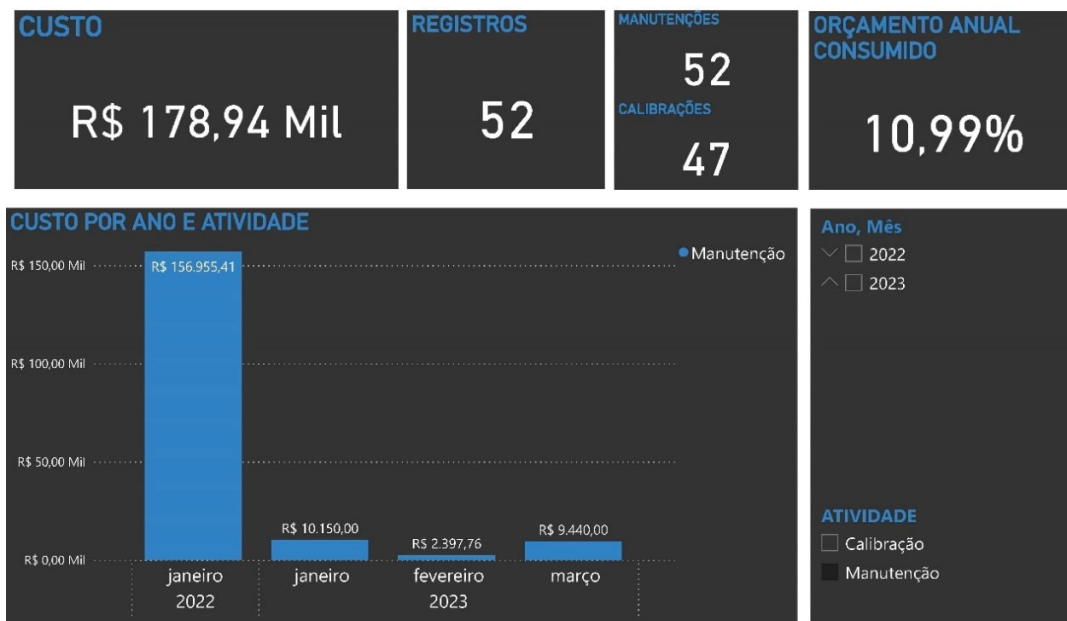 CUSTO
R$ 178,94 Mil
REGISTROS
52
MANUTENÇÕES
52
CALIBRAÇÕES
47
ORÇAMENTO ANUAL
CONSUMIDO
10,99%
CUSTO POR ANO E ATIVIDADE
Manutenção
R$ 150,00 Mil
R$ 100,00 Mil
R$ 50,00 Mil
R$ 0,00 Mil
R$ 156.955,41
R$ 10.150,00
R$ 2.397,76
R$ 9.440,00
janeiro
janeiro
fevereiro
março
2022
2023
Ano, Mês
2022
2023
ATIVIDADE
Calibração
Manutenção